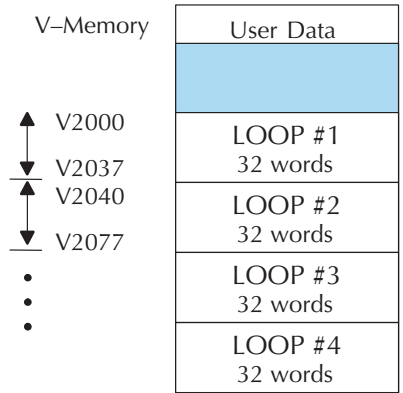 V–Memory
User Data
V2000
V2037
V2040
V2077
LOOP #1
32 words
LOOP #2
32 words
LOOP #3
32 words
LOOP #4
32 words